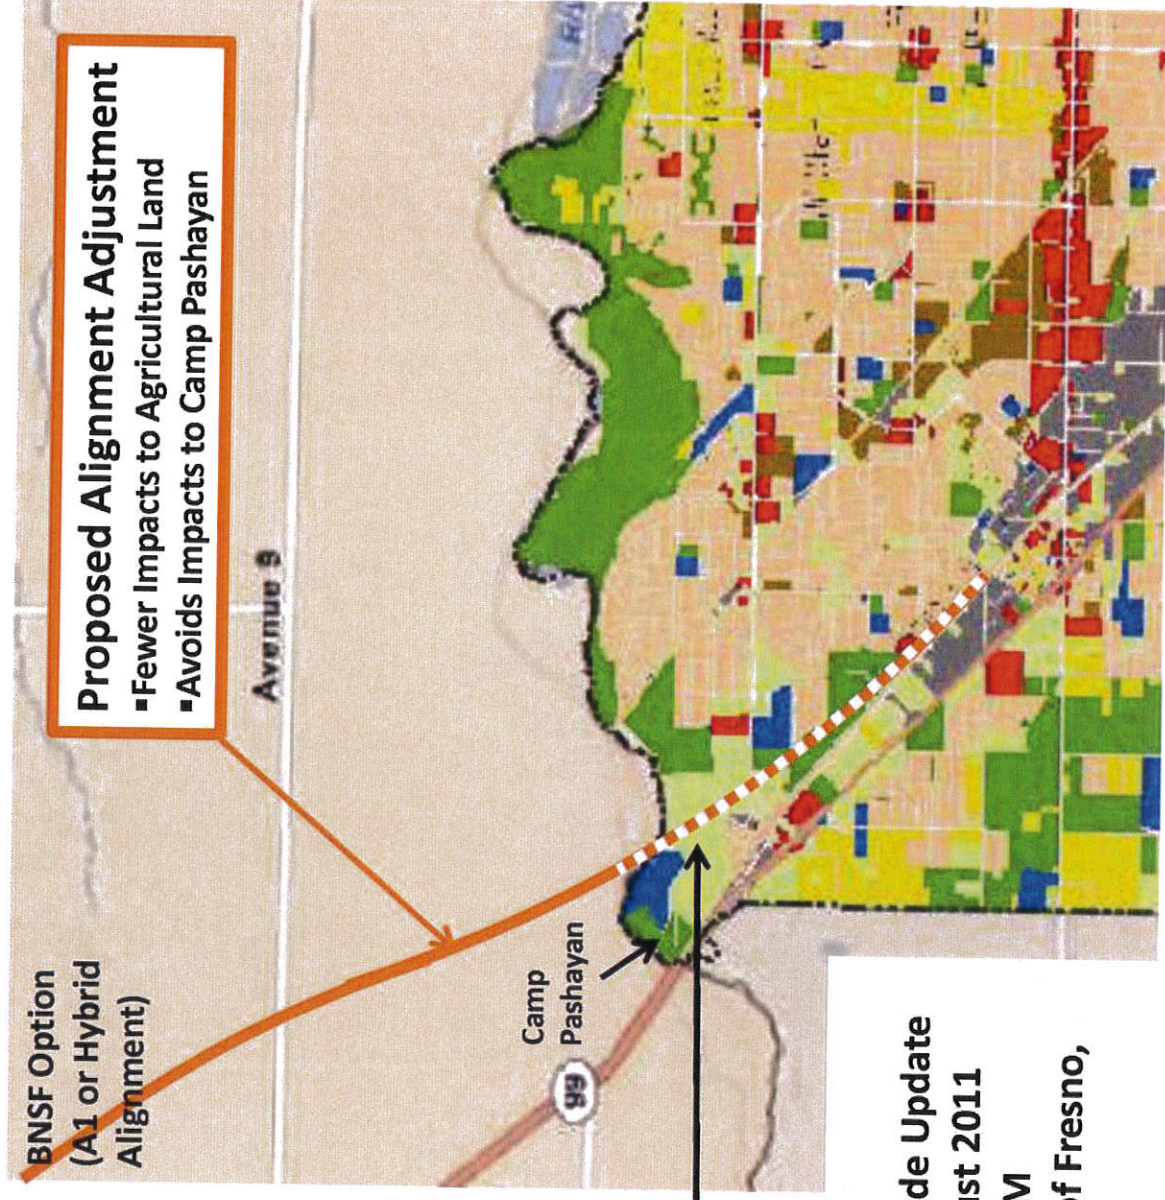 Proposed Alignment Adjustment
▪Fewer Impacts to Agricultural Land
▪Avoids Impacts to Camp Pashayan
BNSF Option
(A1 or Hybrid
Alignment)
Avenue 9
Camp
Pashayan
99
de Update
st 2011
M
of Fresno,